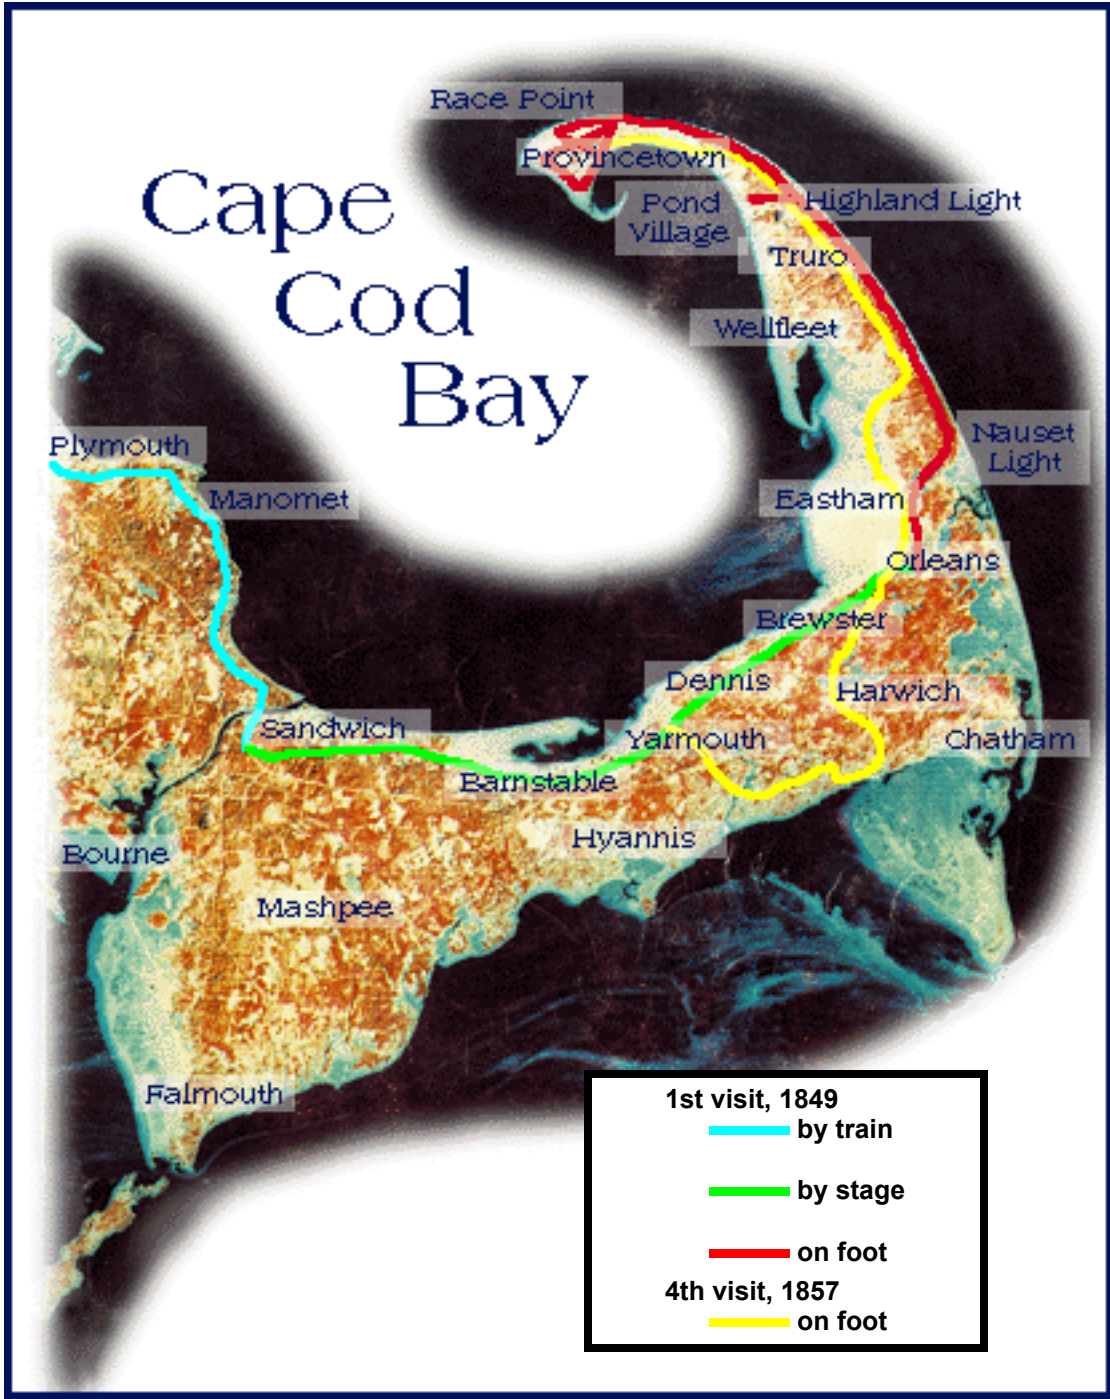 Race Point
Provincetown
Cape
Cod
Bay
Pond
Village
Highland Light
Truro
Wellfleet
Plymouth
Manomet
Nauset
Light
Eastham
Orleans
Brewster
Dennis
Harwich
Sandwich
Yarmouth
Chatham
Barnstable
Hyannis
Bourne
Mashpee
Falmouth
1st visit, 1849
by train
by stage
on foot
4th visit, 1857
on foot